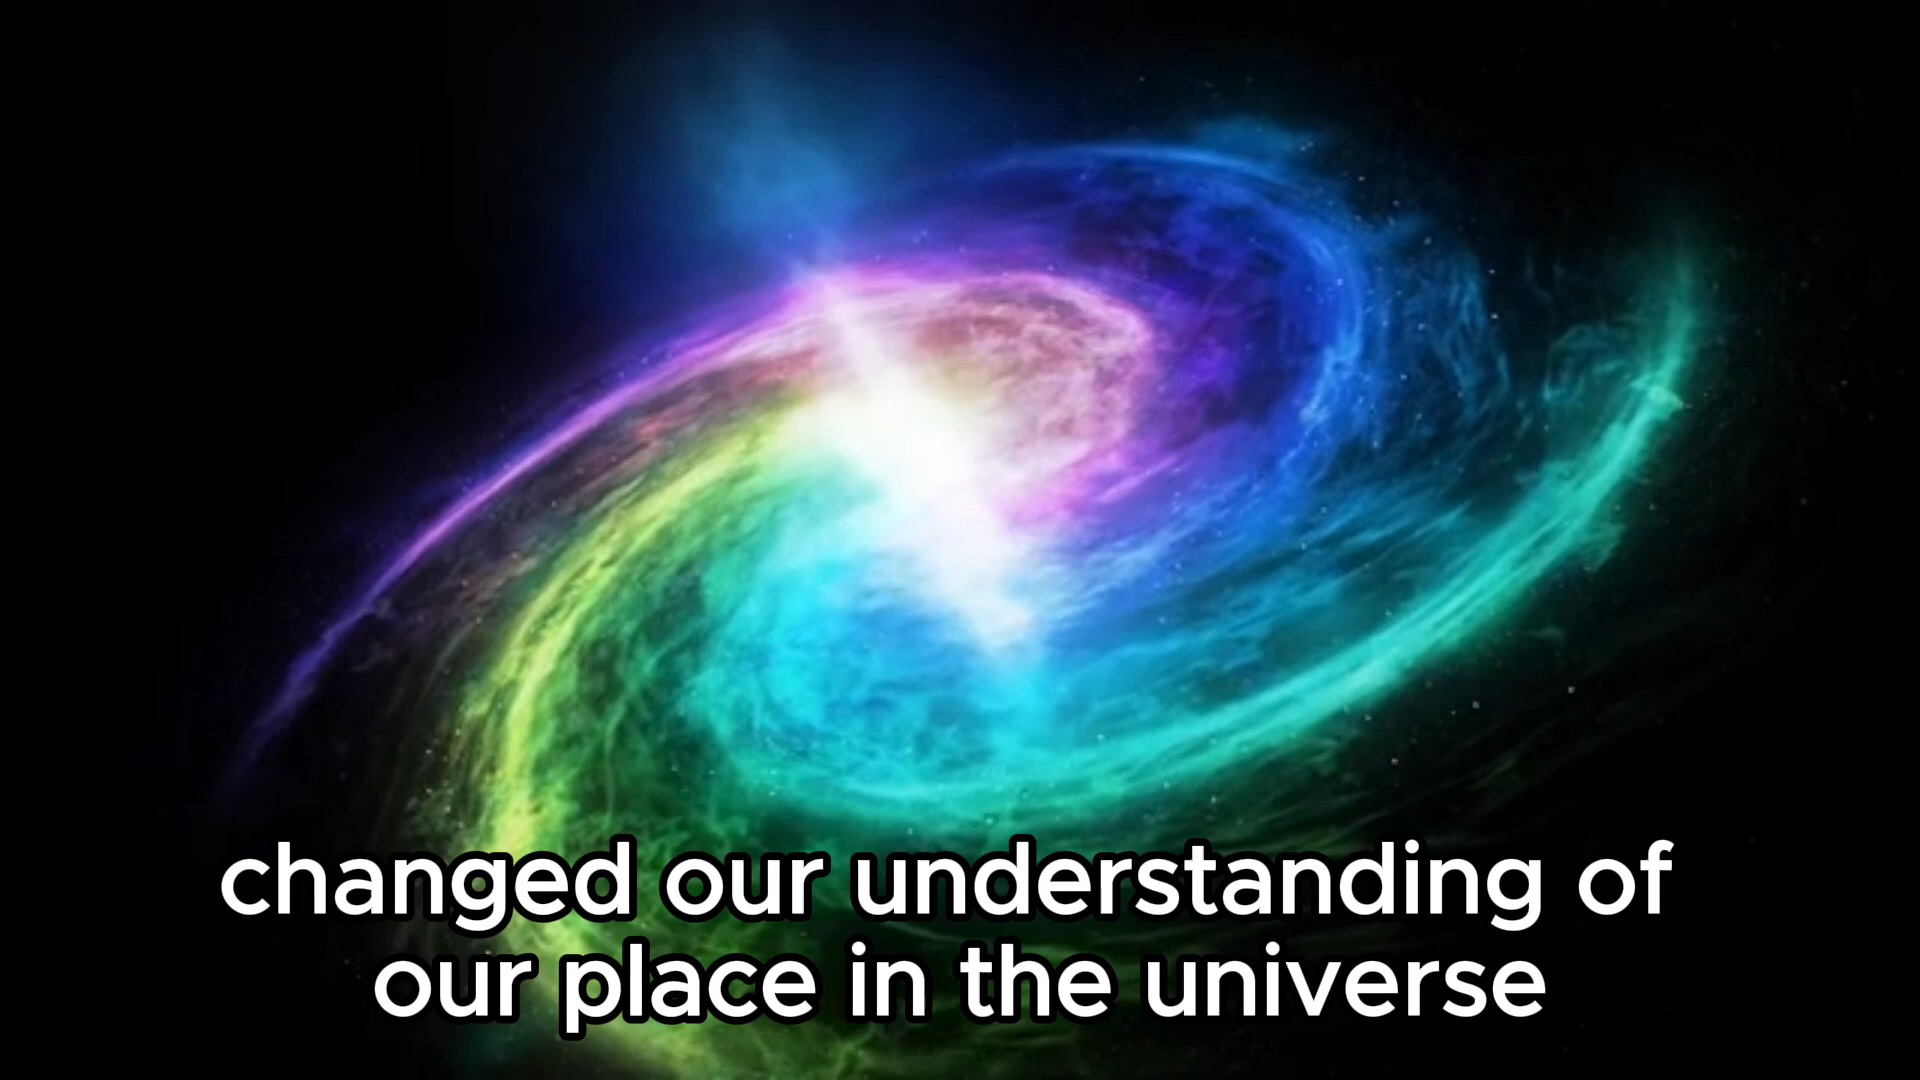 changed our understanding of
our place in the universe